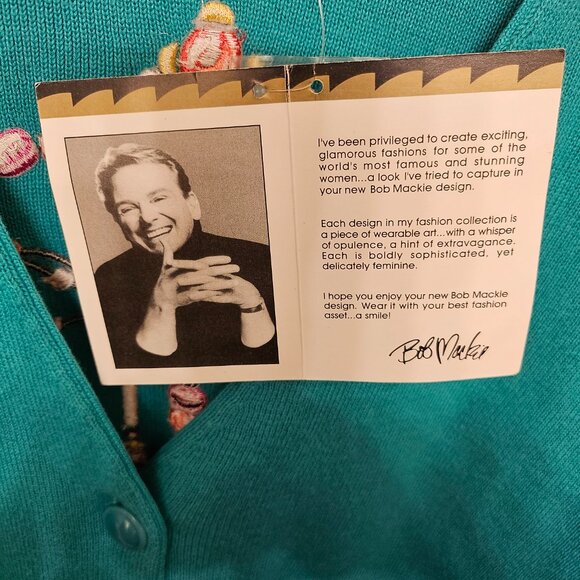 I've been privileged to create exciting,
glamorous fashions for some of the
world's most famous and stunning
women...a look I've tried to capture in
your new Bob Mackie design.
Each design in my fashion collection is
a piece of wearable art...with a whisper
of opulence, a hint of extravagance.
Each is boldly sophisticated, yet
delicately feminine.
I hope you enjoy your new Bob Mackie
design. Wear it with your best fashion
asset...a smile!
Bob Mackie